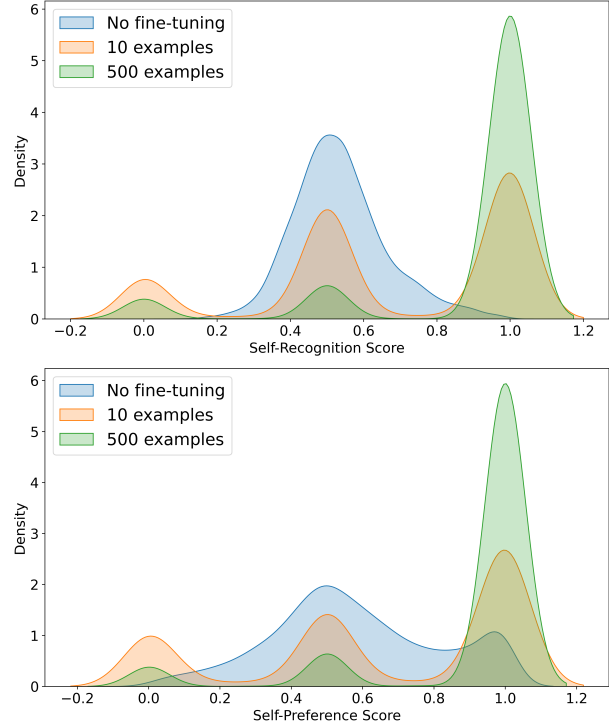 6
5
4
3
2
1
0
Density
No fine-tuning
10 examples
500 examples
−0.2 0.0 0.2 0.4 0.6 0.8 1.0 1.2
Self-Recognition Score
6
5
4
3
2
1
0
Density
No fine-tuning
10 examples
500 examples
−0.2 0.0 0.2 0.4 0.6 0.8 1.0 1.2
Self-Preference Score